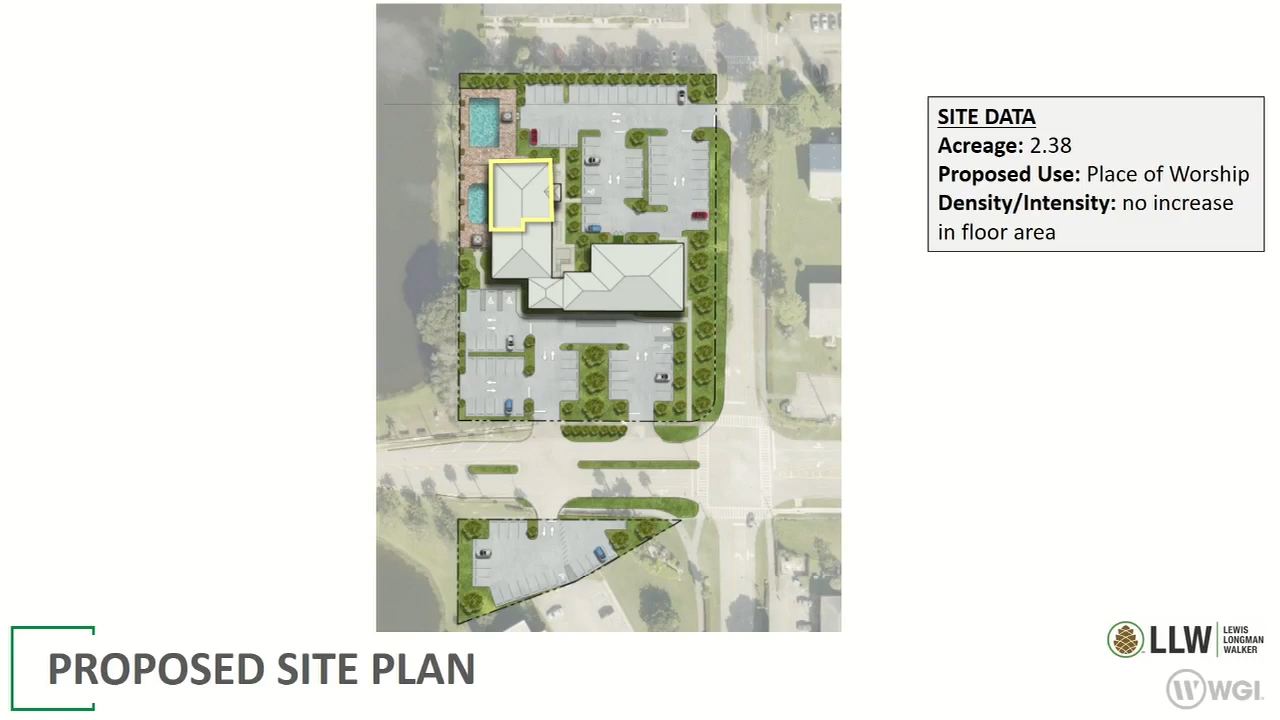 SITE DATA
Acreage: 2.38
Proposed Use: Place of Worship
Density/Intensity: no increase
in floor area
PROPOSED SITE PLAN
LLW
LEWIS
LONGMAN
WALKER
WGI